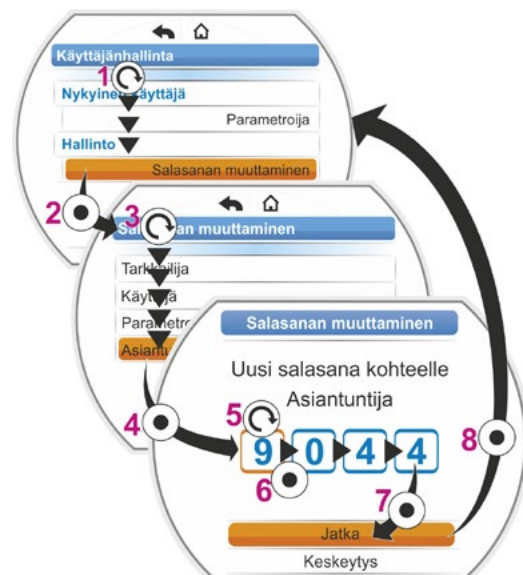 Käyttäjänhallinta
1
Nykyinen Käyttäjä
Parametroija
Hallinto
Salasanan muuttaminen
2
3
Salasanan muuttaminen
Tarkkailija
Käyttäjä
4
Salasanan muuttaminen
Uusi salasana kohteelle
Asiantuntija
5
9 0 4 4
6
7
8
Jatka
Keskeytys